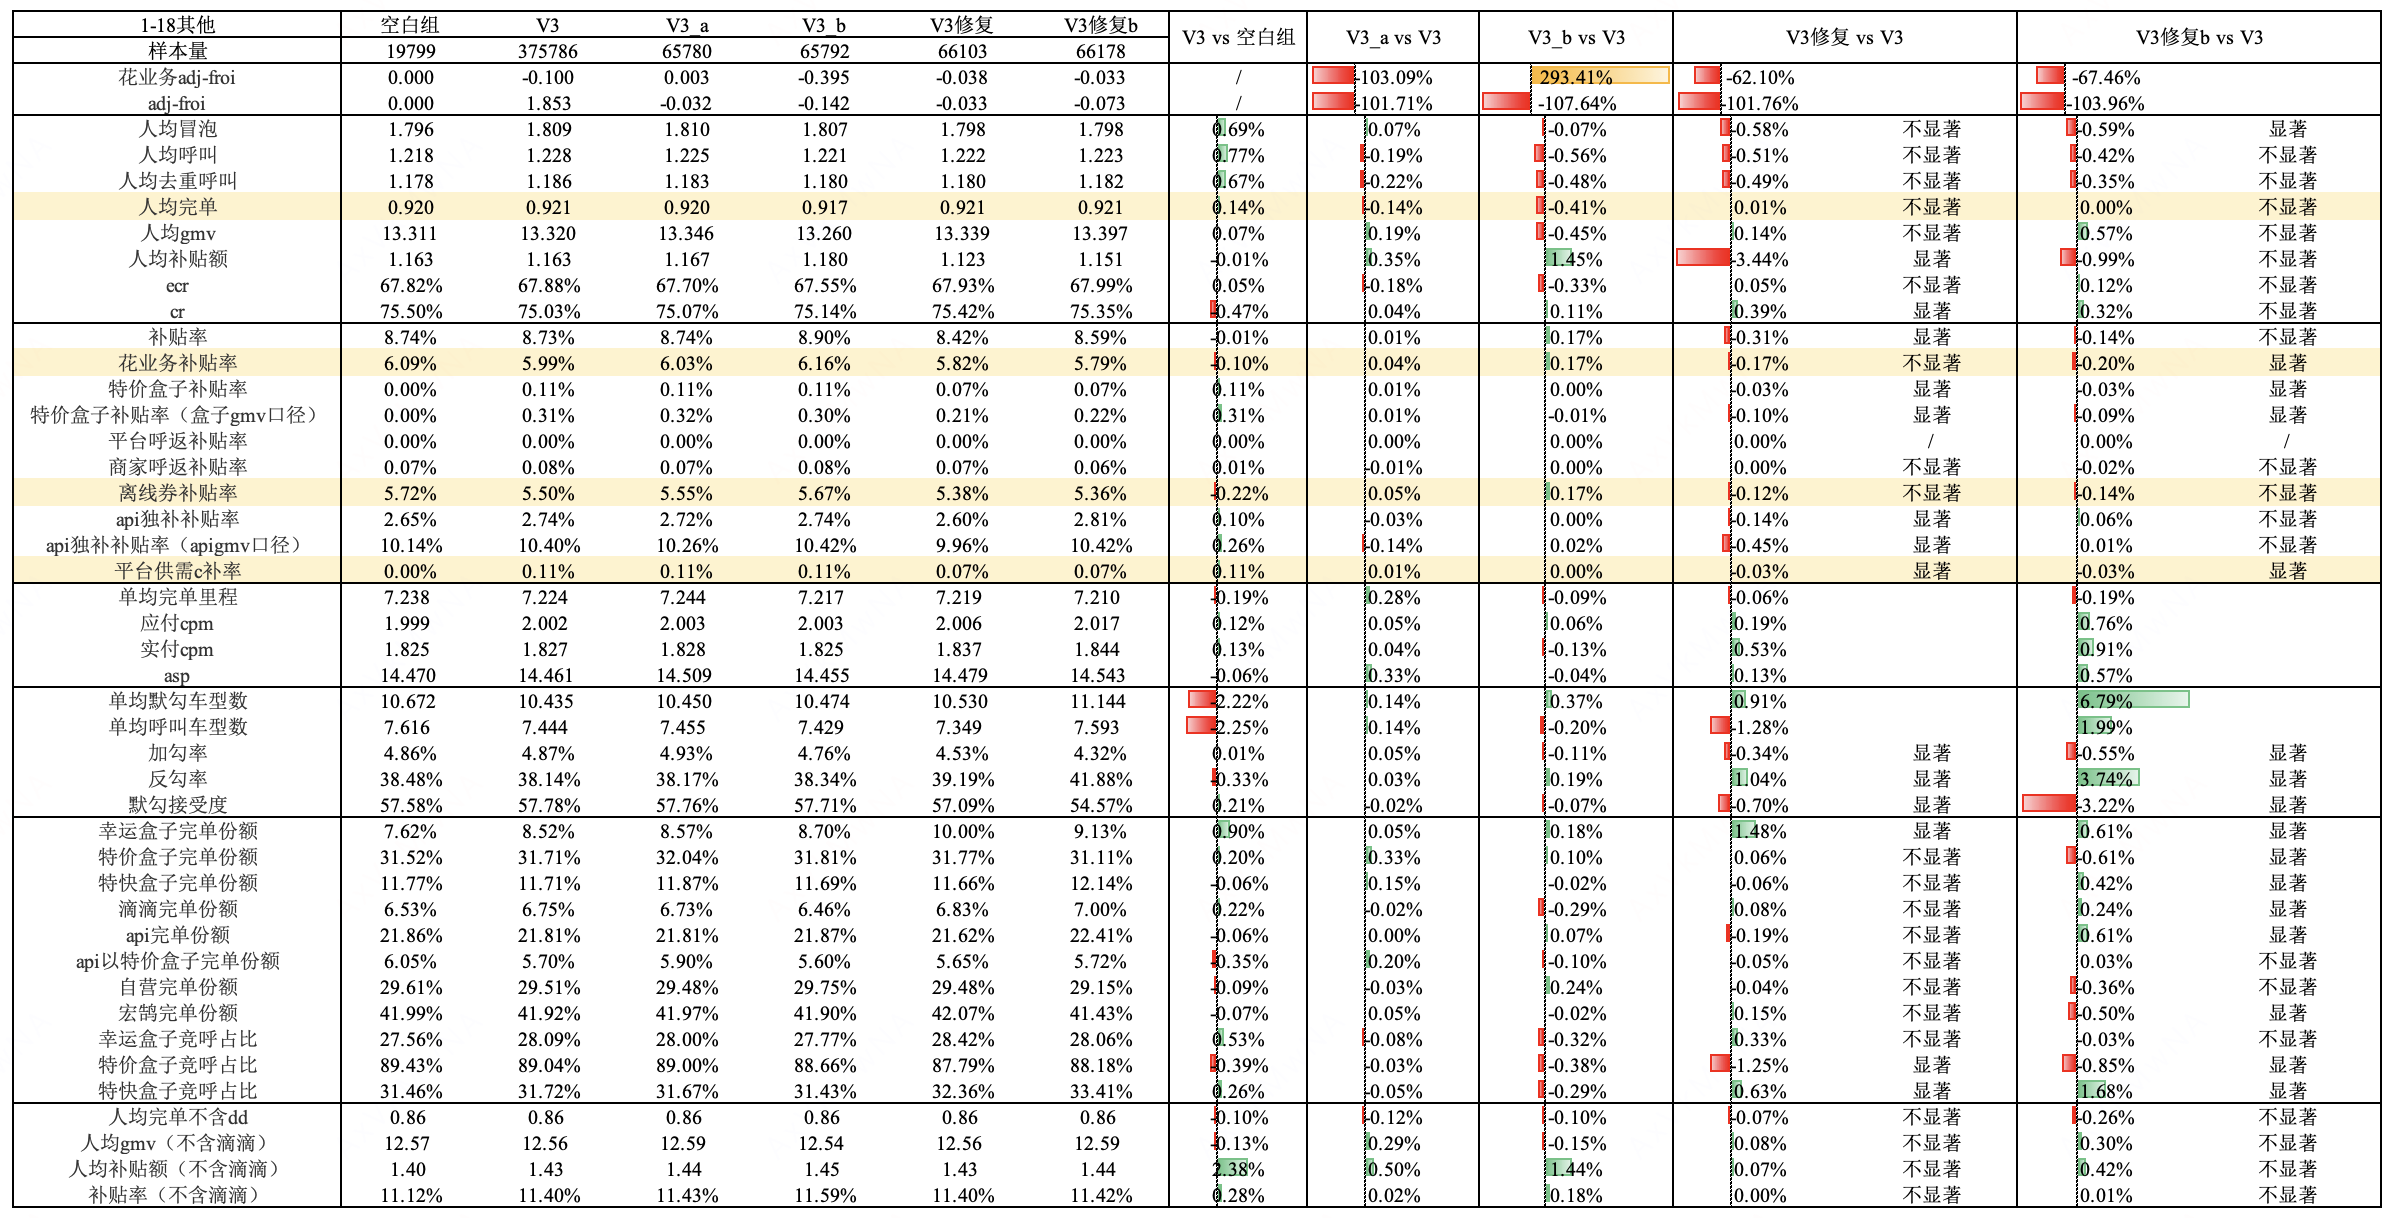 1-18其他 空白组 V3 V3_a V3_b V3修复 V3修复b V3 vs 空白组 V3_a vs V3 V3_b vs V3 V3修复 vs V3 V3修复b vs V3
样本量 19799 375786 65780 65792 66103 66178
花业务adj-froi 0.000 -0.100 0.003 -0.395 -0.038 -0.033 / -103.09% 293.41% -62.10% -67.46%
adj-froi 0.000 1.853 -0.032 -0.142 -0.033 -0.073 / -101.71% -107.64% -101.76% -103.96%
人均冒泡 1.796 1.809 1.810 1.807 1.798 1.798 0.69% 0.07% -0.07% -0.58% 不显著 -0.59% 显著
人均呼叫 1.218 1.228 1.225 1.221 1.222 1.223 0.77% -0.19% -0.56% -0.51% 不显著 -0.42% 不显著
人均去重呼叫 1.178 1.186 1.183 1.180 1.180 1.182 0.67% -0.22% -0.48% -0.49% 不显著 -0.35% 不显著
人均完单 0.920 0.921 0.920 0.917 0.921 0.921 0.14% -0.14% -0.41% 0.01% 不显著 0.00% 不显著
人均gmv 13.311 13.320 13.346 13.260 13.339 13.397 0.07% 0.19% -0.45% 0.14% 不显著 0.57% 不显著
人均补贴额 1.163 1.163 1.167 1.180 1.123 1.151 -0.01% 0.35% 1.45% -3.44% 显著 -0.99% 不显著
ecr 67.82% 67.88% 67.70% 67.55% 67.93% 67.99% 0.05% -0.18% -0.33% 0.05% 不显著 0.12% 不显著
cr 75.50% 75.03% 75.07% 75.14% 75.42% 75.35% -0.47% 0.04% 0.11% 0.39% 显著 0.32% 不显著
补贴率 8.74% 8.73% 8.74% 8.90% 8.42% 8.59% -0.01% 0.01% 0.17% -0.31% 显著 -0.14% 不显著
花业务补贴率 6.09% 5.99% 6.03% 6.16% 5.82% 5.79% -0.10% 0.04% 0.17% -0.17% 不显著 -0.20% 显著
特价盒子补贴率 0.00% 0.11% 0.11% 0.11% 0.07% 0.07% 0.11% 0.01% 0.00% -0.03% 显著 -0.03% 显著
特价盒子补贴率（盒子gmv口径） 0.00% 0.31% 0.32% 0.30% 0.21% 0.22% 0.31% 0.01% -0.01% -0.10% 显著 -0.09% 显著
平台呼返补贴率 0.00% 0.00% 0.00% 0.00% 0.00% 0.00% 0.00% 0.00% 0.00% 0.00% / 0.00% /
商家呼返补贴率 0.07% 0.08% 0.07% 0.08% 0.07% 0.06% 0.01% -0.01% 0.00% 0.00% 不显著 -0.02% 不显著
离线券补贴率 5.72% 5.50% 5.55% 5.67% 5.38% 5.36% -0.22% 0.05% 0.17% -0.12% 不显著 -0.14% 不显著
api独补补贴率 2.65% 2.74% 2.72% 2.74% 2.60% 2.81% 0.10% -0.03% 0.00% -0.14% 显著 0.06% 不显著
api独补补贴率（apigmv口径） 10.14% 10.40% 10.26% 10.42% 9.96% 10.42% 0.26% -0.14% 0.02% -0.45% 显著 0.01% 不显著
平台供需c补率 0.00% 0.11% 0.11% 0.11% 0.07% 0.07% 0.11% 0.01% 0.00% -0.03% 显著 -0.03% 显著
单均完单里程 7.238 7.224 7.244 7.217 7.219 7.210 -0.19% 0.28% -0.09% -0.06% -0.19%
应付cpm 1.999 2.002 2.003 2.003 2.006 2.017 0.12% 0.05% 0.06% 0.19% 0.76%
实付cpm 1.825 1.827 1.828 1.825 1.837 1.844 0.13% 0.04% -0.13% 0.53% 0.91%
asp 14.470 14.461 14.509 14.455 14.479 14.543 -0.06% 0.33% -0.04% 0.13% 0.57%
单均默勾车型数 10.672 10.435 10.450 10.474 10.530 11.144 -2.22% 0.14% 0.37% 0.91% 6.79%
单均呼叫车型数 7.616 7.444 7.455 7.429 7.349 7.593 -2.25% 0.14% -0.20% -1.28% 1.99%
加勾率 4.86% 4.87% 4.93% 4.76% 4.53% 4.32% 0.01% 0.05% -0.11% -0.34% 显著 -0.55% 显著
反勾率 38.48% 38.14% 38.17% 38.34% 39.19% 41.88% -0.33% 0.03% 0.19% 1.04% 显著 3.74% 显著
默勾接受度 57.58% 57.78% 57.76% 57.71% 57.09% 54.57% 0.21% -0.02% -0.07% -0.70% 显著 -3.22% 显著
幸运盒子完单份额 7.62% 8.52% 8.57% 8.70% 10.00% 9.13% 0.90% 0.05% 0.18% 1.48% 显著 0.61% 显著
特价盒子完单份额 31.52% 31.71% 32.04% 31.81% 31.77% 31.11% 0.20% 0.33% 0.10% 0.06% 不显著 -0.61% 显著
特快盒子完单份额 11.77% 11.71% 11.87% 11.69% 11.66% 12.14% -0.06% 0.15% -0.02% -0.06% 不显著 0.42% 显著
滴滴完单份额 6.53% 6.75% 6.73% 6.46% 6.83% 7.00% 0.22% -0.02% -0.29% 0.08% 不显著 0.24% 显著
api完单份额 21.86% 21.81% 21.81% 21.87% 21.62% 22.41% -0.06% 0.00% 0.07% -0.19% 不显著 0.61% 显著
api以特价盒子完单份额 6.05% 5.70% 5.90% 5.60% 5.65% 5.72% -0.35% 0.20% -0.10% -0.05% 不显著 0.03% 不显著
自营完单份额 29.61% 29.51% 29.48% 29.75% 29.48% 29.15% -0.09% -0.03% 0.24% -0.04% 不显著 -0.36% 不显著
宏鹄完单份额 41.99% 41.92% 41.97% 41.90% 42.07% 41.43% -0.07% 0.05% -0.02% 0.15% 不显著 -0.50% 显著
幸运盒子竞呼占比 27.56% 28.09% 28.00% 27.77% 28.42% 28.06% 0.53% -0.08% -0.32% 0.33% 不显著 -0.03% 不显著
特价盒子竞呼占比 89.43% 89.04% 89.00% 88.66% 87.79% 88.18% -0.39% -0.03% -0.38% -1.25% 显著 -0.85% 显著
特快盒子竞呼占比 31.46% 31.72% 31.67% 31.43% 32.36% 33.41% 0.26% -0.05% -0.29% 0.63% 显著 1.68% 显著
人均完单不含dd 0.86 0.86 0.86 0.86 0.86 0.86 -0.10% -0.12% -0.10% -0.07% 不显著 -0.26% 不显著
人均gmv（不含滴滴） 12.57 12.56 12.59 12.54 12.56 12.59 -0.13% 0.29% -0.15% 0.08% 不显著 0.30% 不显著
人均补贴额（不含滴滴） 1.40 1.43 1.44 1.45 1.43 1.44 2.38% 0.50% 1.44% 0.07% 不显著 0.42% 不显著
补贴率（不含滴滴） 11.12% 11.40% 11.43% 11.59% 11.40% 11.42% 0.28% 0.02% 0.18% 0.00% 不显著 0.01% 不显著